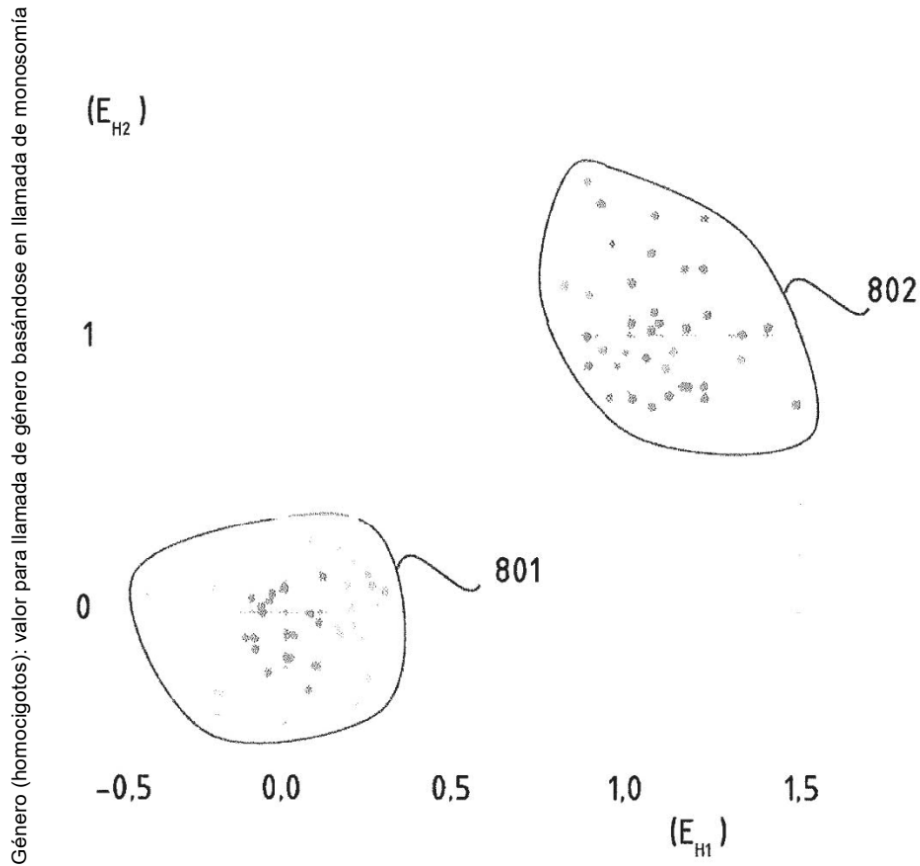 Género (homocigotos): valor para llamada de género basándose en llamada de monosomía
(E_H2)
802
1
801
0
-0,5 0,0 0,5 1,0 1,5
(E_H1)